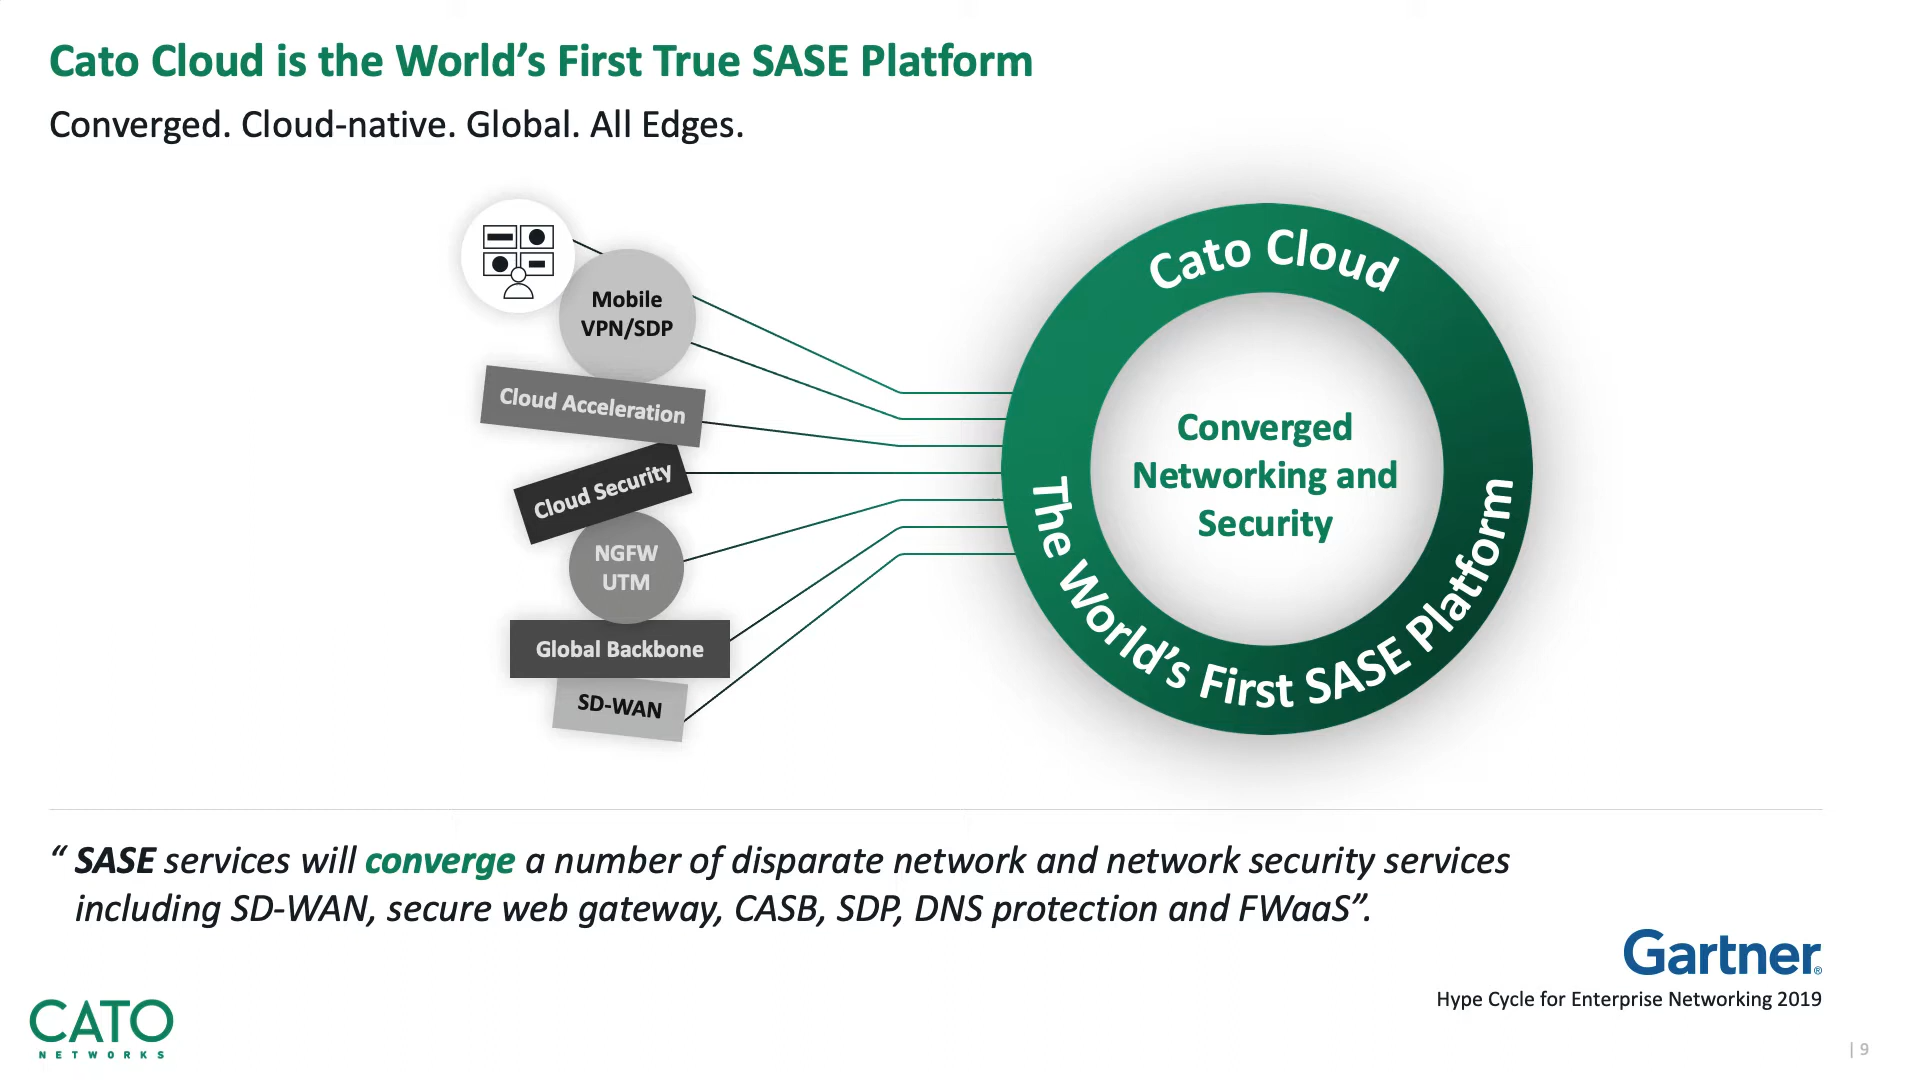 Cato Cloud is the World’s First True SASE Platform
Converged. Cloud-native. Global. All Edges.
Mobile
VPN/SDP
Cloud Acceleration
Cloud Security
NGFW
UTM
Global Backbone
SD-WAN
Cato Cloud
Converged
Networking and
Security
The World’s First SASE Platform
“ SASE services will converge a number of disparate network and network security services
including SD-WAN, secure web gateway, CASB, SDP, DNS protection and FWaaS”.
Gartner®
Hype Cycle for Enterprise Networking 2019
CATO
NETWORKS
| 9